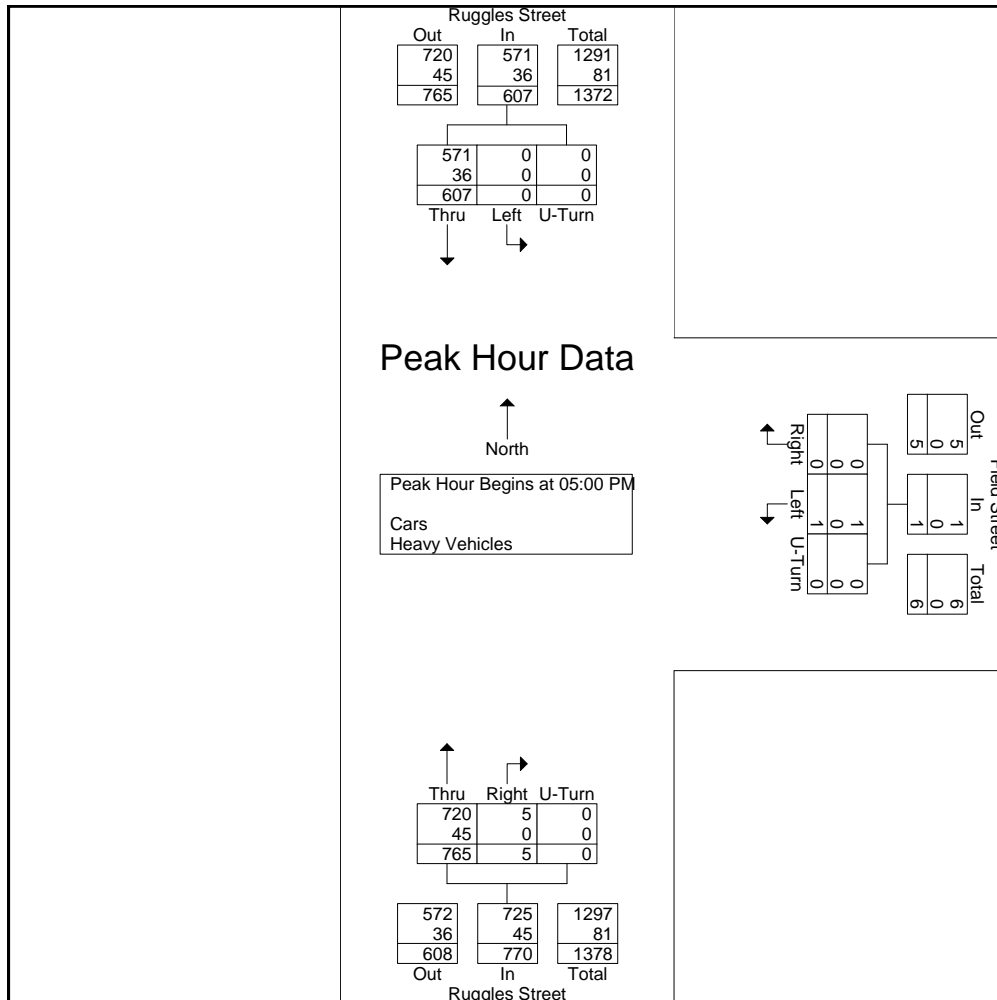 Ruggles Street
Out In Total
720 571 1291
45 36 81
765 607 1372
571 0 0
36 0 0
607 0 0
Thru Left U-Turn
Peak Hour Data
North
Peak Hour Begins at 05:00 PM
Cars
Heavy Vehicles
Field Street
Out In Total
5 1 6
0 0 0
5 1 6
0 1 0
0 0 0
0 1 0
Right Left U-Turn
Thru Right U-Turn
720 5 0
45 0 0
765 5 0
572 725 1297
36 45 81
608 770 1378
Out In Total
Ruggles Street